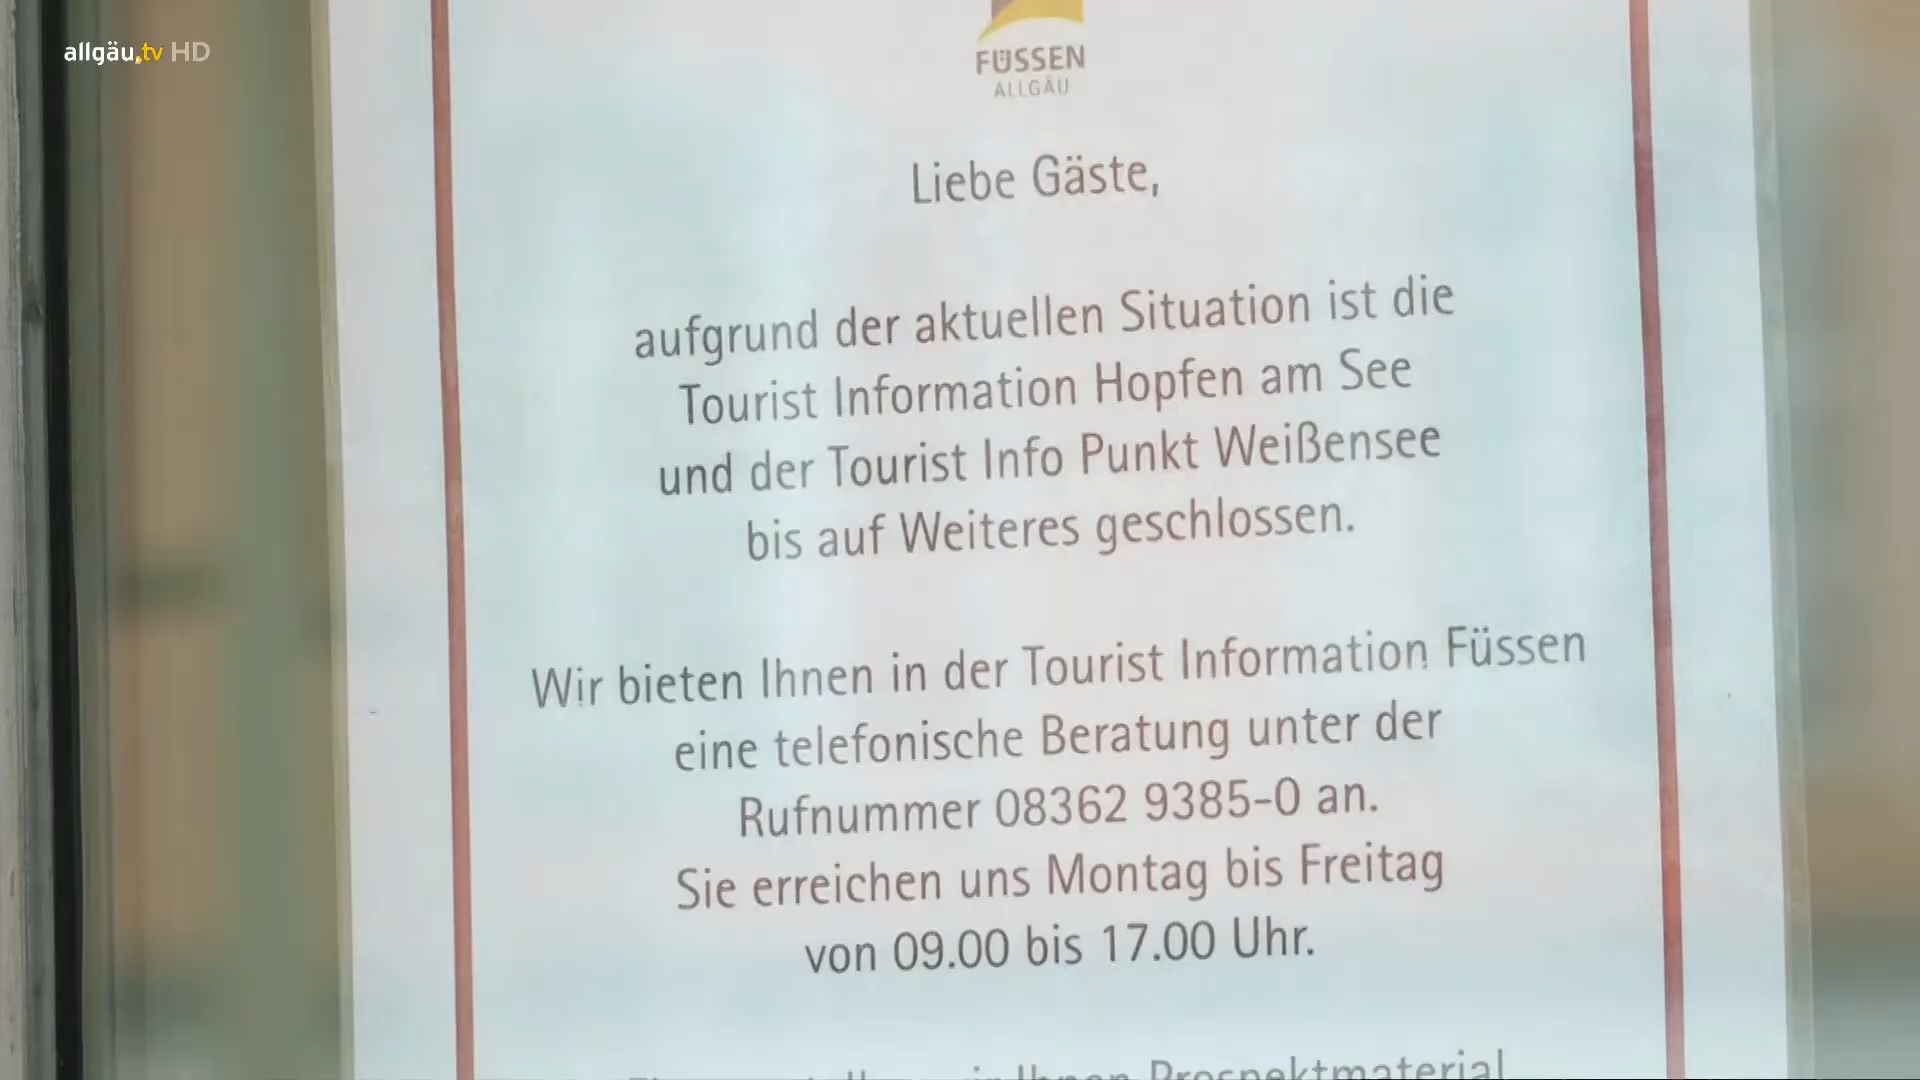 allgäu.tv HD
FÜSSEN
ALLGÄU
Liebe Gäste,
aufgrund der aktuellen Situation ist die
Tourist Information Hopfen am See
und der Tourist Info Punkt Weißensee
bis auf Weiteres geschlossen.
Wir bieten Ihnen in der Tourist Information Füssen
eine telefonische Beratung unter der
Rufnummer 08362 9385-0 an.
Sie erreichen uns Montag bis Freitag
von 09.00 bis 17.00 Uhr.
Ihnen Prospektmaterial